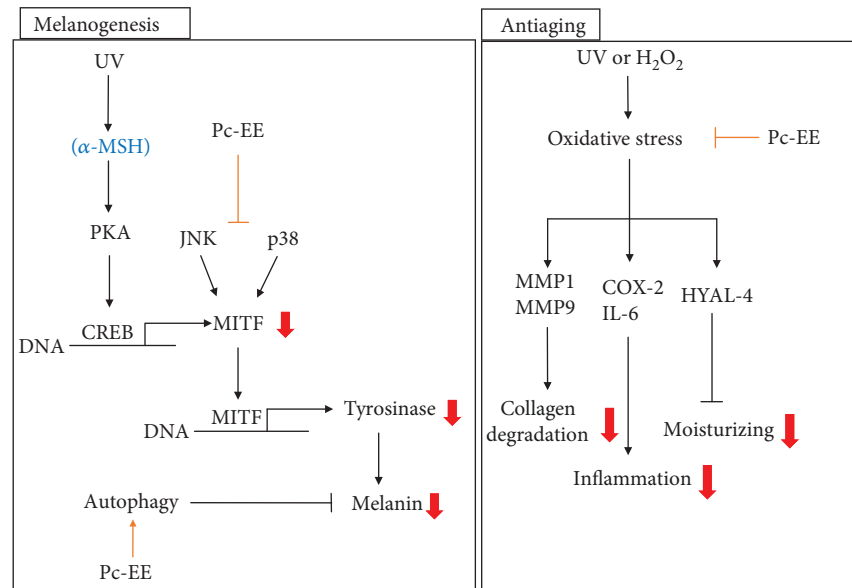 Melanogenesis
UV
(α-MSH)
Pc-EE
PKA
JNK
p38
CREB
DNA
MITF
MITF
DNA
Tyrosinase
Autophagy
Melanin
Pc-EE
Antiaging
UV or H₂O₂
Oxidative stress
Pc-EE
MMP1
MMP9
COX-2
IL-6
HYAL-4
Collagen
degradation
Moisturizing
Inflammation